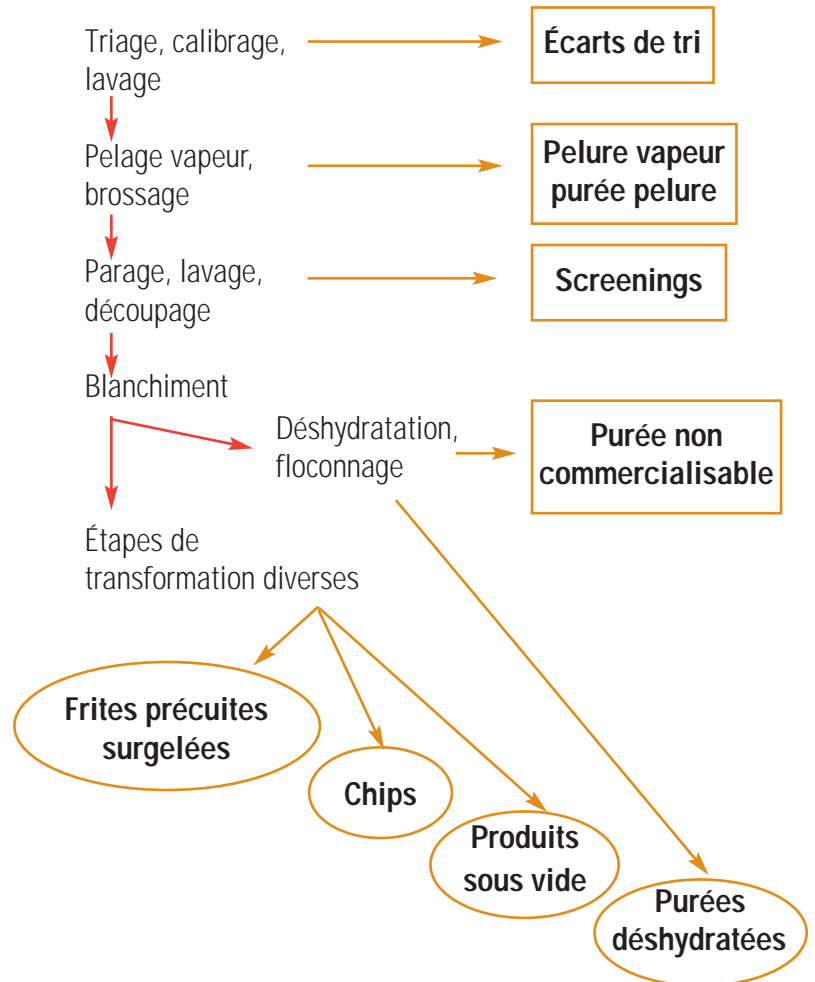 Triage, calibrage,
lavage
Écarts de tri
Pelage vapeur,
brossage
Pelure vapeur
purée pelure
Parage, lavage,
découpage
Screenings
Blanchiment
Déshydratation,
floconnage
Purée non
commercialisable
Étapes de
transformation diverses
Frites précuites
surgelées
Chips
Produits
sous vide
Purées
déshydratées